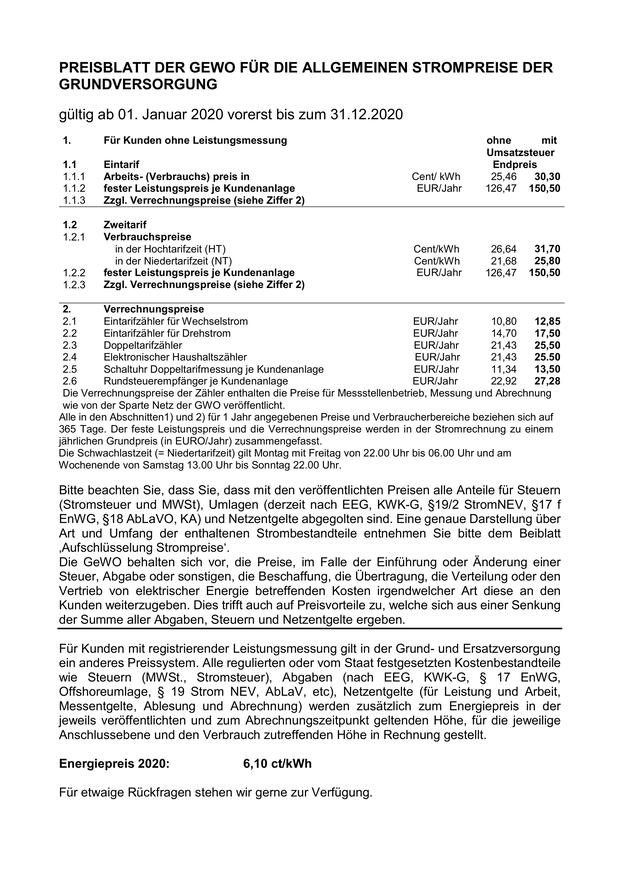 PREISBLATT DER GEWO FÜR DIE ALLGEMEINEN STROMPREISE DER
GRUNDVERSORGUNG
gültig ab 01. Januar 2020 vorerst bis zum 31.12.2020
1. Für Kunden ohne Leistungsmessung ohne mit
Umsatzsteuer
1.1 Eintarif Endpreis
1.1.1 Arbeits- (Verbrauchs) preis in Cent/ kWh 25,46 30,30
1.1.2 fester Leistungspreis je Kundenanlage EUR/Jahr 126,47 150,50
1.1.3 Zzgl. Verrechnungspreise (siehe Ziffer 2)
1.2 Zweitarif
1.2.1 Verbrauchspreise
in der Hochtarifzeit (HT) Cent/kWh 26,64 31,70
in der Niedertarifzeit (NT) Cent/kWh 21,68 25,80
1.2.2 fester Leistungspreis je Kundenanlage EUR/Jahr 126,47 150,50
1.2.3 Zzgl. Verrechnungspreise (siehe Ziffer 2)
2. Verrechnungspreise
2.1 Eintarifzähler für Wechselstrom EUR/Jahr 10,80 12,85
2.2 Eintarifzähler für Drehstrom EUR/Jahr 14,70 17,50
2.3 Doppeltarifzähler EUR/Jahr 21,43 25,50
2.4 Elektronischer Haushaltszähler EUR/Jahr 21,43 25.50
2.5 Schaltuhr Doppeltarifmessung je Kundenanlage EUR/Jahr 11,34 13,50
2.6 Rundsteuerempfänger je Kundenanlage EUR/Jahr 22,92 27,28
Die Verrechnungspreise der Zähler enthalten die Preise für Messstellenbetrieb, Messung und Abrechnung
wie von der Sparte Netz der GWO veröffentlicht.
Alle in den Abschnitten1) und 2) für 1 Jahr angegebenen Preise und Verbraucherbereiche beziehen sich auf
365 Tage. Der feste Leistungspreis und die Verrechnungspreise werden in der Stromrechnung zu einem
jährlichen Grundpreis (in EURO/Jahr) zusammengefasst.
Die Schwachlastzeit (= Niedertarifzeit) gilt Montag mit Freitag von 22.00 Uhr bis 06.00 Uhr und am
Wochenende von Samstag 13.00 Uhr bis Sonntag 22.00 Uhr.
Bitte beachten Sie, dass Sie, dass mit den veröffentlichten Preisen alle Anteile für Steuern
(Stromsteuer und MWSt), Umlagen (derzeit nach EEG, KWK-G, §19/2 StromNEV, §17 f
EnWG, §18 AbLaVO, KA) und Netzentgelte abgegolten sind. Eine genaue Darstellung über
Art und Umfang der enthaltenen Strombestandteile entnehmen Sie bitte dem Beiblatt
‚Aufschlüsselung Strompreise‘.
Die GeWO behalten sich vor, die Preise, im Falle der Einführung oder Änderung einer
Steuer, Abgabe oder sonstigen, die Beschaffung, die Übertragung, die Verteilung oder den
Vertrieb von elektrischer Energie betreffenden Kosten irgendwelcher Art diese an den
Kunden weiterzugeben. Dies trifft auch auf Preisvorteile zu, welche sich aus einer Senkung
der Summe aller Abgaben, Steuern und Netzentgelte ergeben.
Für Kunden mit registrierender Leistungsmessung gilt in der Grund- und Ersatzversorgung
ein anderes Preissystem. Alle regulierten oder vom Staat festgesetzten Kostenbestandteile
wie Steuern (MWSt., Stromsteuer), Abgaben (nach EEG, KWK-G, § 17 EnWG,
Offshoreumlage, § 19 Strom NEV, AbLaV, etc), Netzentgelte (für Leistung und Arbeit,
Messentgelte, Ablesung und Abrechnung) werden zusätzlich zum Energiepreis in der
jeweils veröffentlichten und zum Abrechnungszeitpunkt geltenden Höhe, für die jeweilige
Anschlussebene und den Verbrauch zutreffenden Höhe in Rechnung gestellt.
Energiepreis 2020: 6,10 ct/kWh
Für etwaige Rückfragen stehen wir gerne zur Verfügung.